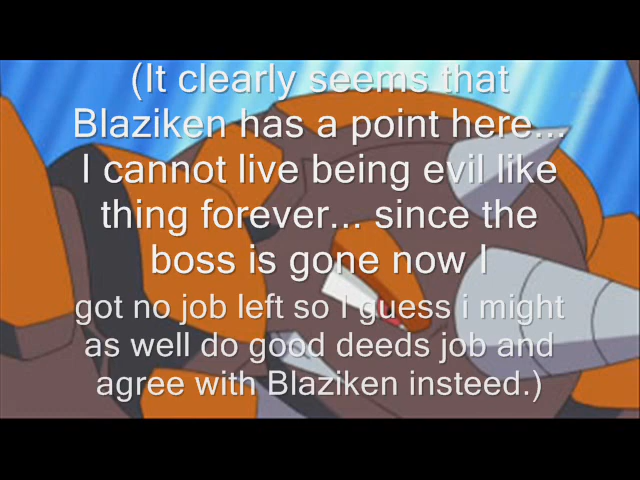 (It clearly seems that
Blaziken has a point here...
I cannot live being evil like
thing forever... since the
boss is gone now I
got no job left so I guess i might
as well do good deeds job and
agree with Blaziken insteed.)